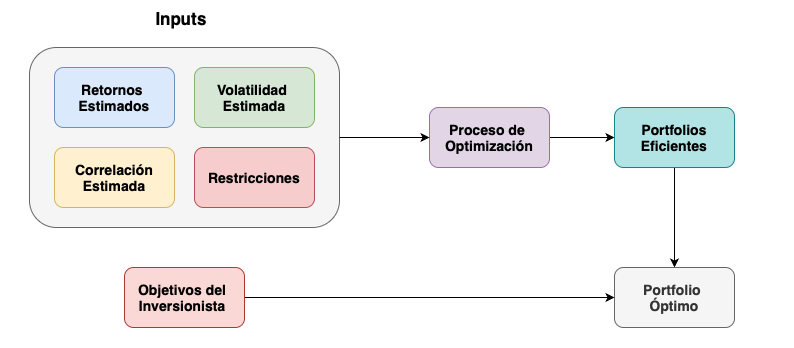 Inputs
Retornos
Estimados
Volatilidad
Estimada
Correlación
Estimada
Restricciones
Proceso de
Optimización
Portfolios
Eficientes
Objetivos del
Inversionista
Portfolio
Óptimo